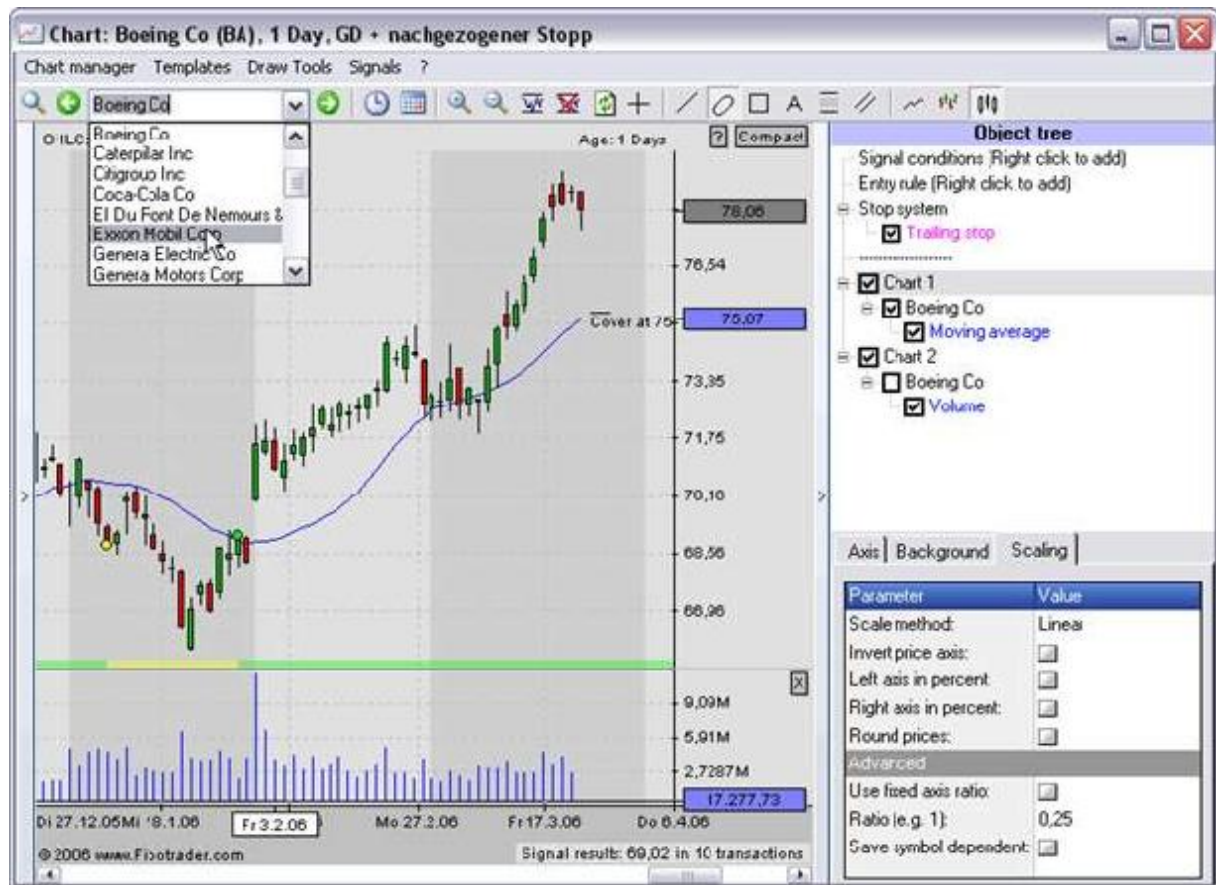 Chart: Boeing Co (BA), 1 Day, GD + nachgezogener Stopp
Chart manager Templates Draw Tools Signals ?
Boeing Co
A
Boeing Co
Caterpilar Inc
Citigroup Inc
Coca-Cola Co
El Du Font De Nemours &
Exxon Mobil Corp
Genera Electric Co
Genera Motors Corp
Age: 1 Days ? Compact
78,06
76,54
Cover at 75
75,07
73,35
71,75
70,16
68,56
66,96
X
9,09M
5,91M
2,7287M
17.277,73
Di 27.12.05 Mi 18.1.06 Fr 3.2.06 Mo 27.2.06 Fr 17.3.06 Do 6.4.06
© 2006 www.Fibotrader.com Signal results: 69,02 in 10 transactions
Object tree
Signal conditions (Right click to add)
Entry rule (Right click to add)
Stop system
Trailing stop
Chart 1
Boeing Co
Moving average
Chart 2
Boeing Co
Volume
Axis Background Scaling
Parameter Value
Scale method: Linear
Invert price axis:
Left axis in percent
Right axis in percent:
Round prices:
Advanced
Use fixed axis ratio:
Ratio (e.g. 1): 0,25
Save symbol dependent: